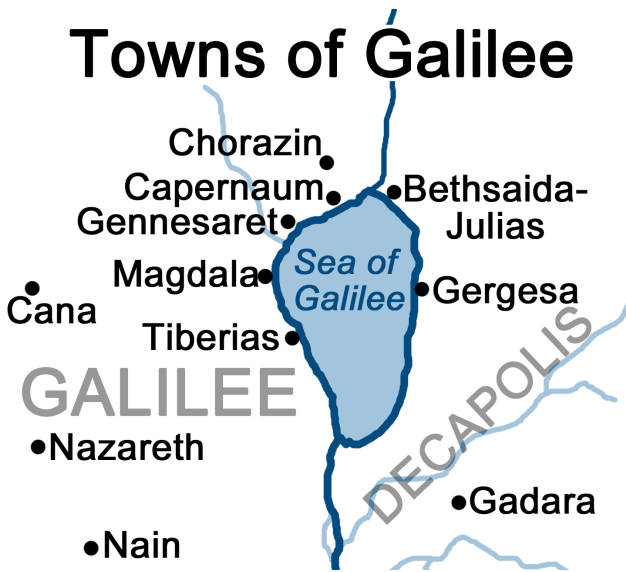 Towns of Galilee
Chorazin
Capernaum
Bethsaida-
Julias
Gennesaret
Sea of
Galilee
Magdala
Gergesa
Cana
Tiberias
GALILEE
DECAPOLIS
Nazareth
Gadara
Nain